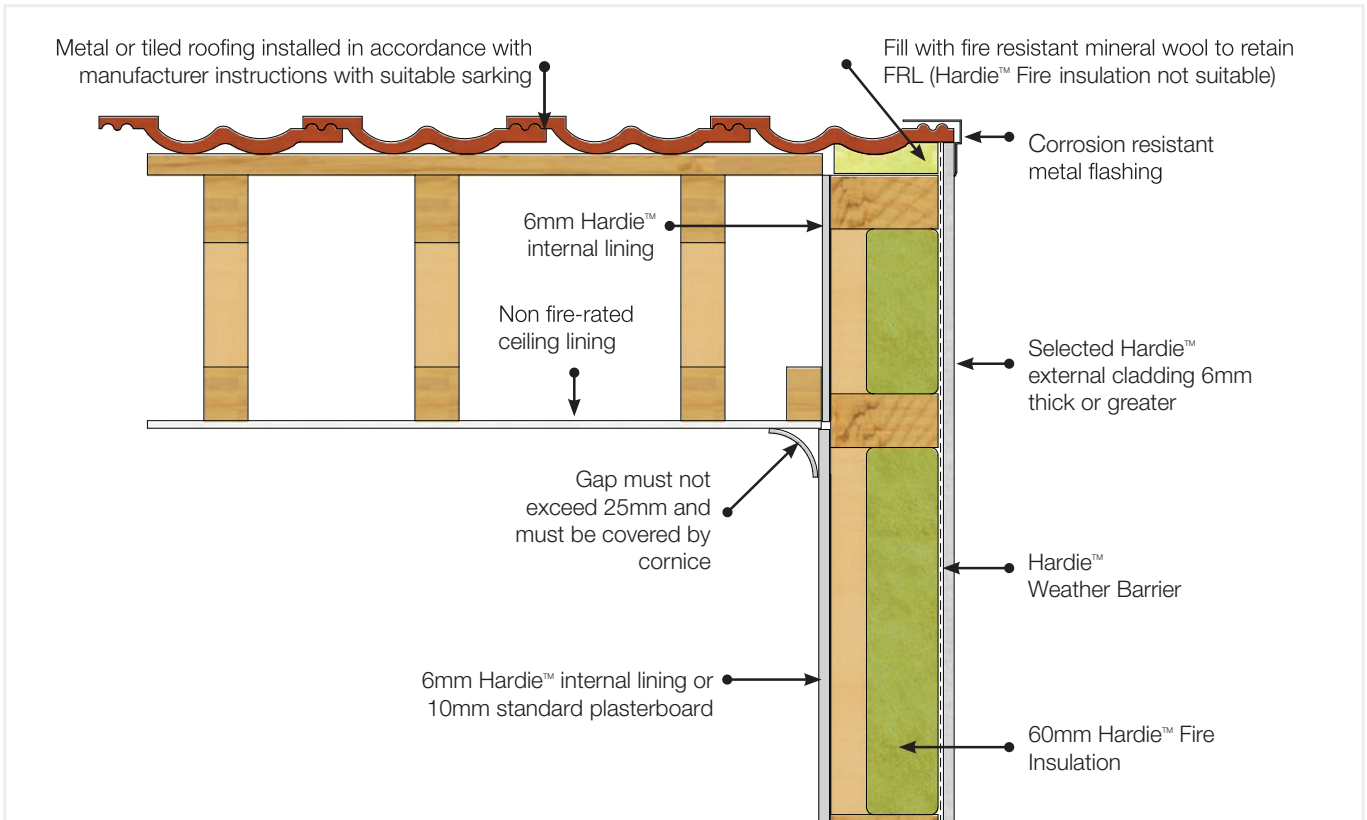 Metal or tiled roofing installed in accordance with
manufacturer instructions with suitable sarking
Fill with fire resistant mineral wool to retain
FRL (Hardie™ Fire insulation not suitable)
Corrosion resistant
metal flashing
6mm Hardie™
internal lining
Non fire-rated
ceiling lining
Selected Hardie™
external cladding 6mm
thick or greater
Gap must not
exceed 25mm and
must be covered by
cornice
Hardie™
Weather Barrier
6mm Hardie™ internal lining or
10mm standard plasterboard
60mm Hardie™ Fire
Insulation